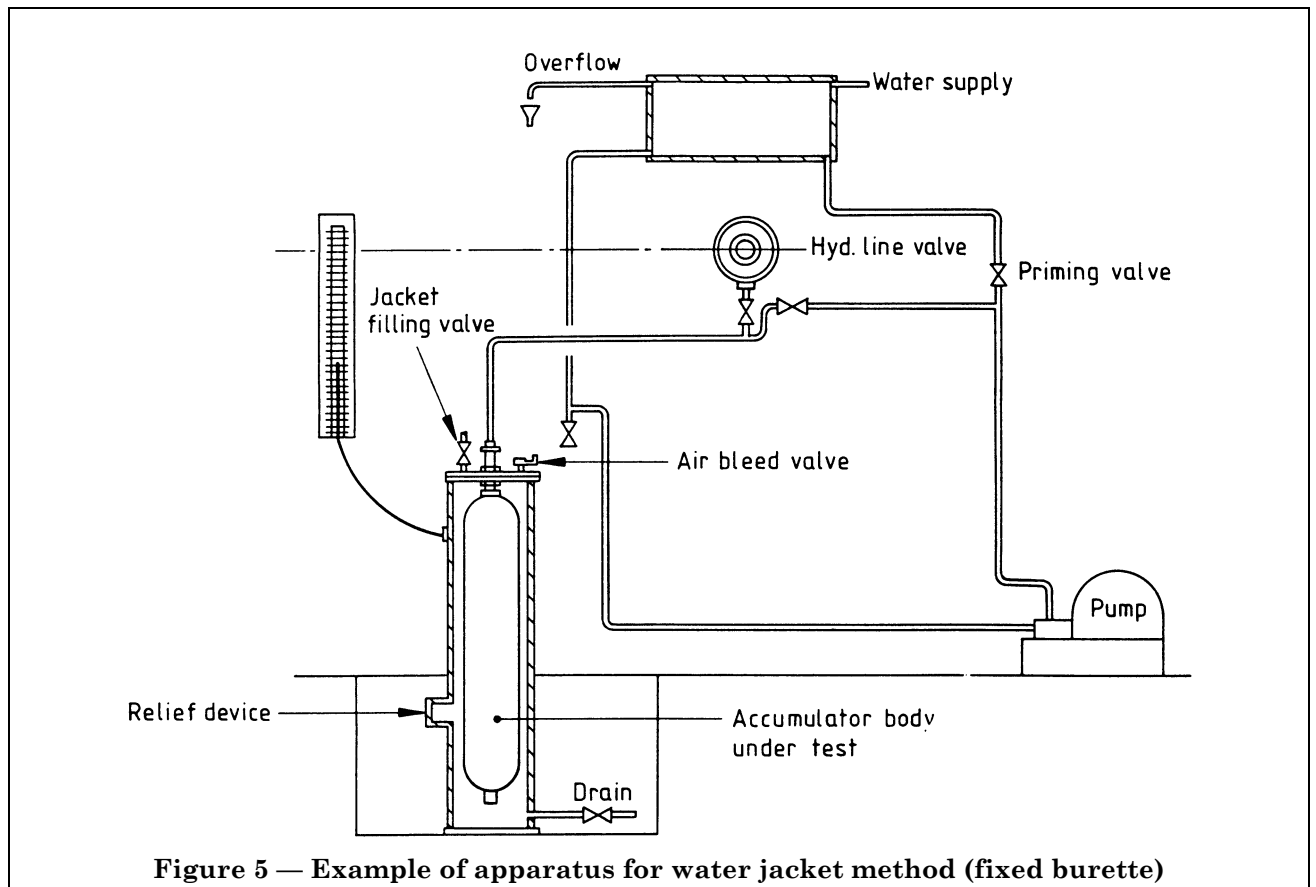 Overflow
Water supply
Hyd. line valve
Priming valve
Jacket
filling valve
Air bleed valve
Pump
Relief device
Accumulator body
under test
Drain
Figure 5 — Example of apparatus for water jacket method (fixed burette)